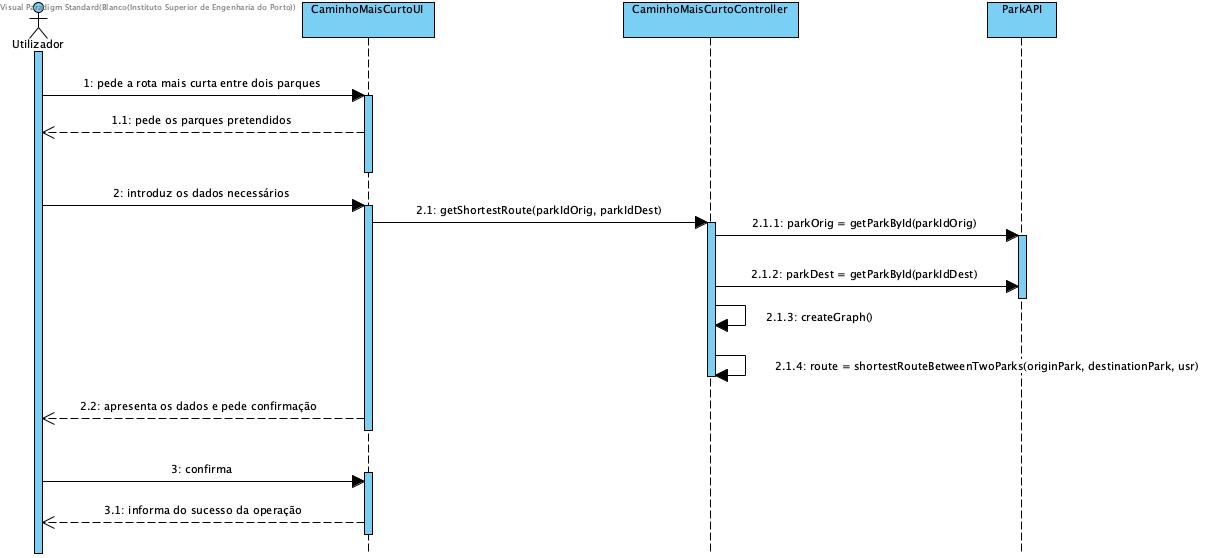 Visual Paradigm Standard(Blanco(Instituto Superior de Engenharia do Porto))
CaminhoMaisCurtoUI
CaminhoMaisCurtoController
ParkAPI
Utilizador
1: pede a rota mais curta entre dois parques
1.1: pede os parques pretendidos
2: introduz os dados necessários
2.1: getShortestRoute(parkIdOrig, parkIdDest)
2.1.1: parkOrig = getParkById(parkIdOrig)
2.1.2: parkDest = getParkById(parkIdDest)
2.1.3: createGraph()
2.1.4: route = shortestRouteBetweenTwoParks(originPark, destinationPark, usr)
2.2: apresenta os dados e pede confirmação
3: confirma
3.1: informa do sucesso da operação